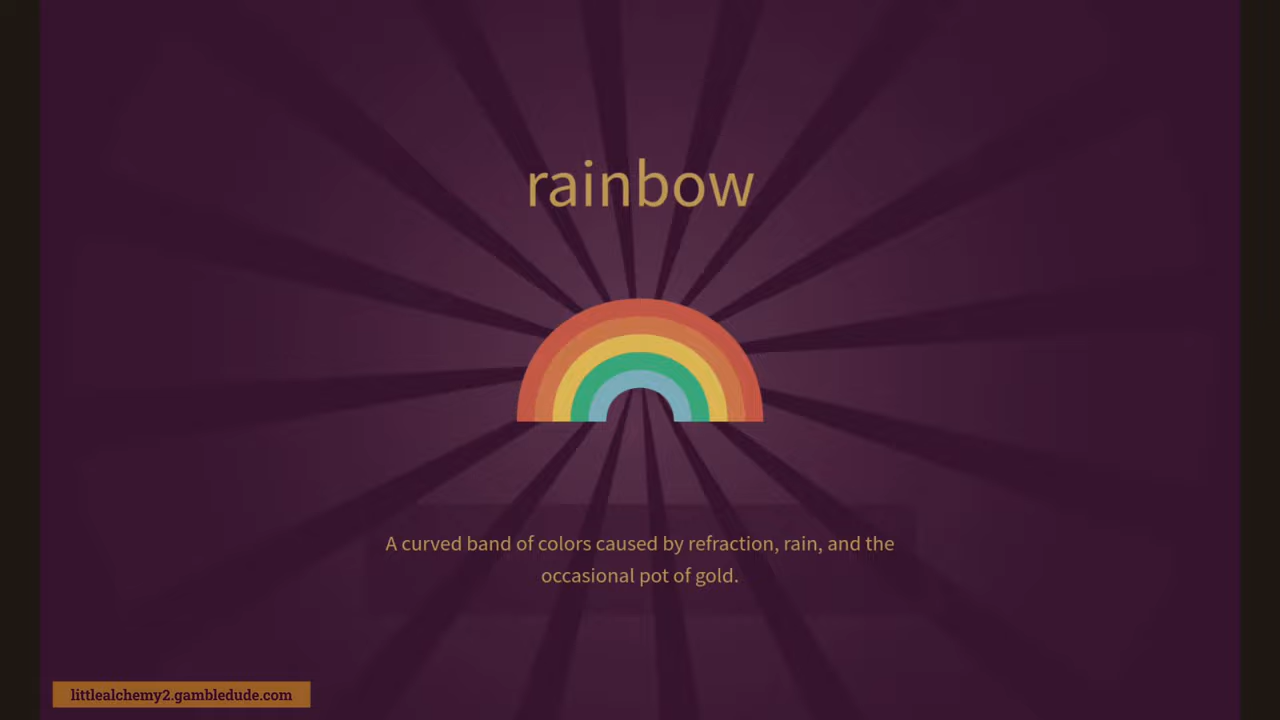 rainbow
A curved band of colors caused by refraction, rain, and the
occasional pot of gold.
littlealchemy2.gambledude.com